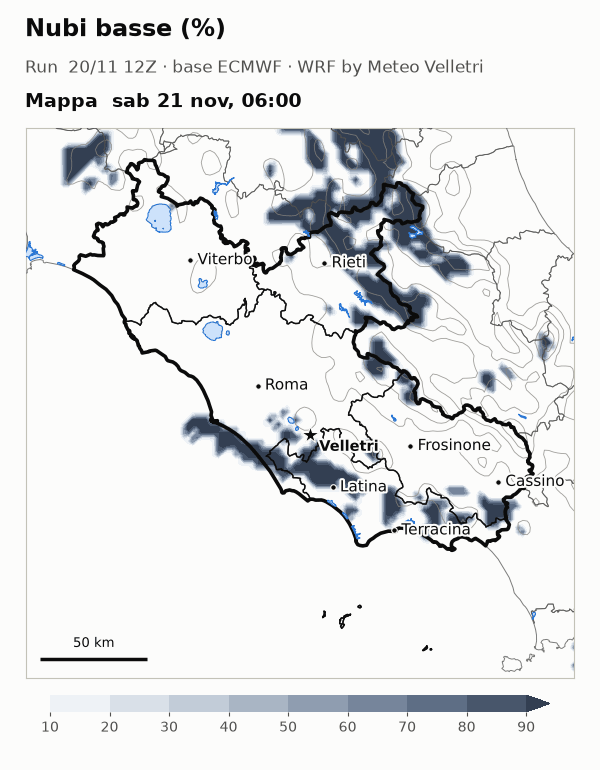 Nubi basse (%)
Run  20/11 12Z · base ECMWF · WRF by Meteo Velletri
Mappa  sab 21 nov, 06:00
Viterbo
Rieti
Roma
Velletri
Frosinone
Latina
Cassino
Terracina
50 km
10 20 30 40 50 60 70 80 90